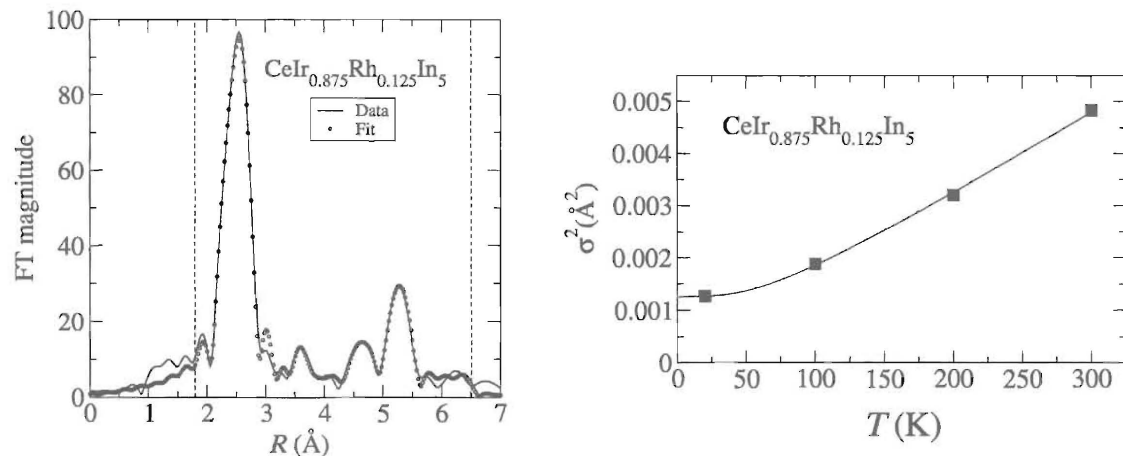 100
80
60
40
20
0
FT magnitude
CeIr0.875Rh0.125In5
Data
Fit
0 1 2 3 4 5 6 7
R (Å)
0.005
0.004
0.003
0.002
0.001
0
σ² (Å²)
CeIr0.875Rh0.125In5
0 50 100 150 200 250 300
T (K)